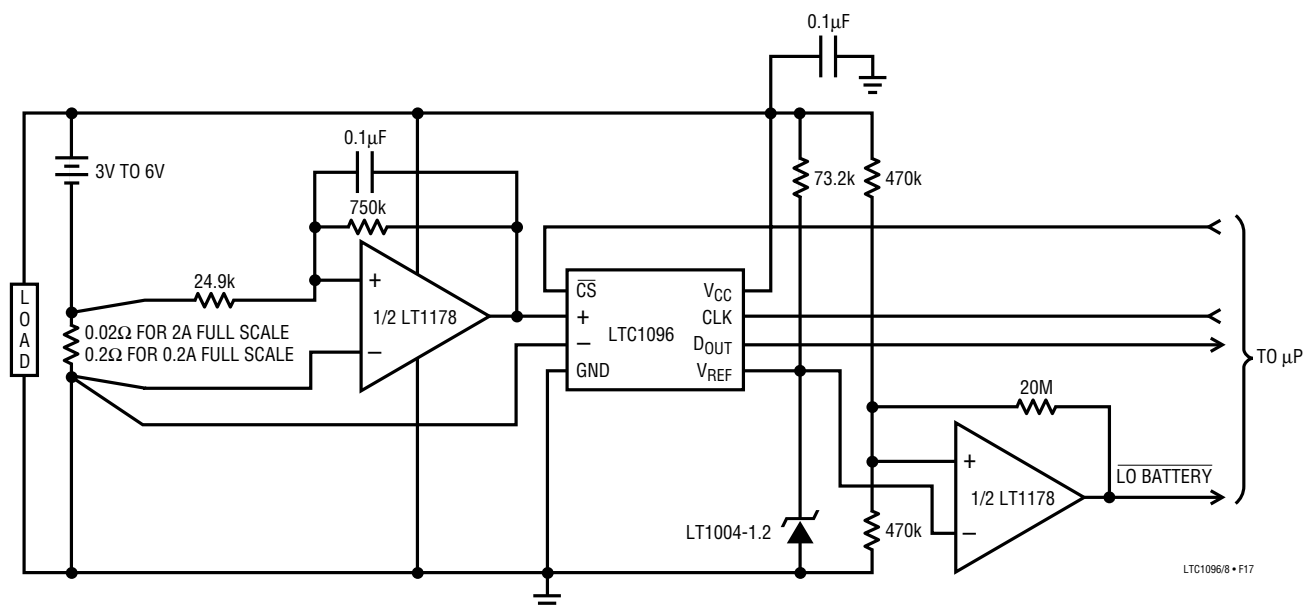 0.1µF
0.1µF
3V TO 6V
750k
73.2k
470k
24.9k
+
1/2 LT1178
–
LOAD
0.02Ω FOR 2A FULL SCALE
0.2Ω FOR 0.2A FULL SCALE
CS
+
–
GND
LTC1096
VCC
CLK
DOUT
VREF
TO µP
20M
+
1/2 LT1178
–
LO BATTERY
LT1004-1.2
470k
LTC1096/8 • F17